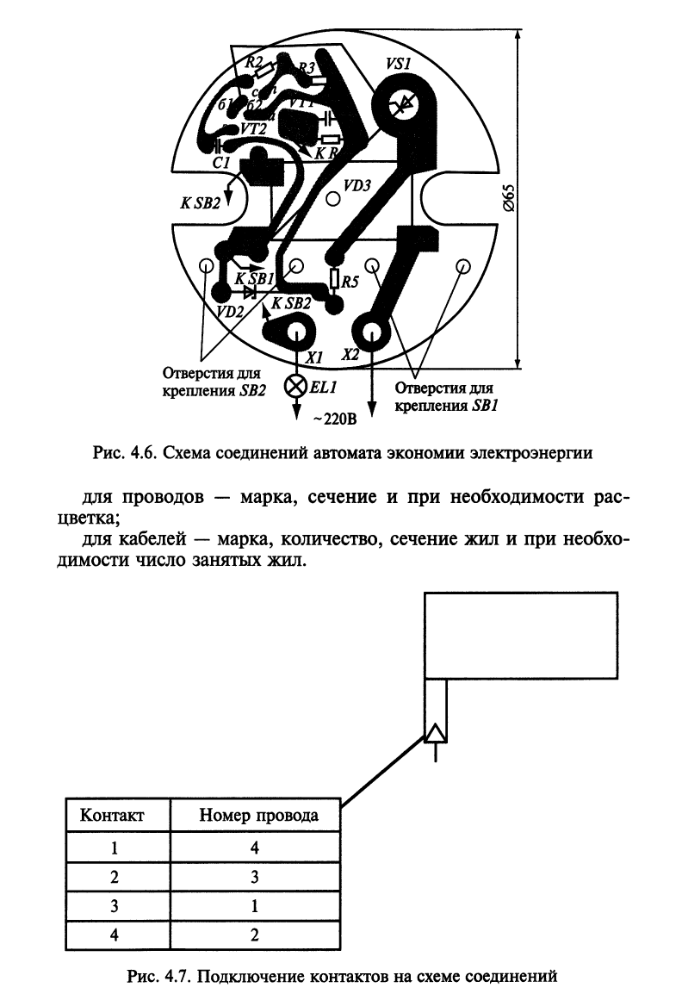 R2
R3
VS1
с
п
б1
б2
а
VT1
VT2
C1
K R
K SB2
VD3
Ø65
K SB1
R5
VD2
K SB2
X1
X2
Отверстия для
крепления SB2
EL1
Отверстия для
крепления SB1
~220В
Рис. 4.6. Схема соединений автомата экономии электроэнергии
для проводов — марка, сечение и при необходимости рас-
цветка;
для кабелей — марка, количество, сечение жил и при необхо-
димости число занятых жил.
Контакт Номер провода
1 4
2 3
3 1
4 2
Рис. 4.7. Подключение контактов на схеме соединений